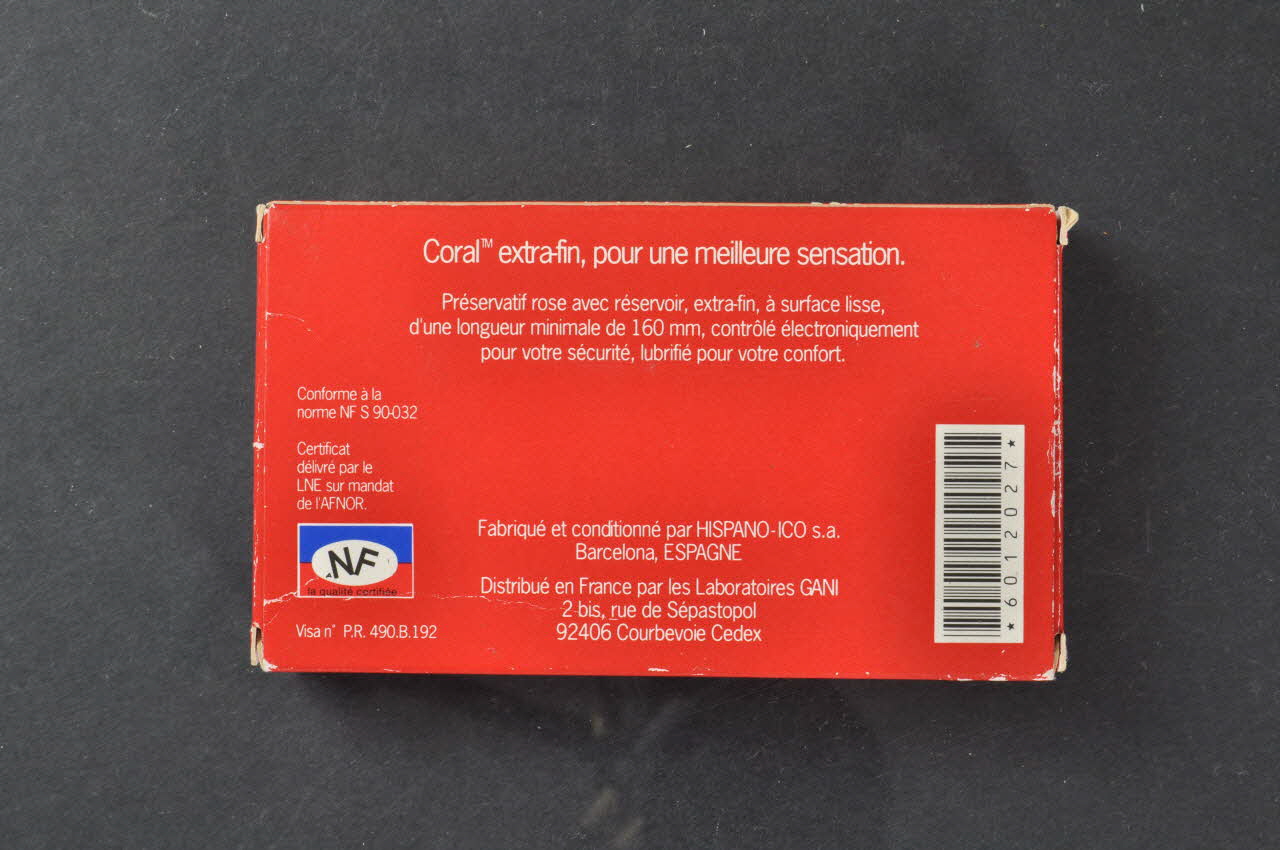 Coral™ extra-fin, pour une meilleure sensation.
Préservatif rose avec réservoir, extra-fin, à surface lisse,
d'une longueur minimale de 160 mm, contrôlé électroniquement
pour votre sécurité, lubrifié pour votre confort.
Conforme à la
norme NF S 90-032
Certificat
délivré par le
LNE sur mandat
de l'AFNOR.
NF
la qualité certifiée
Visa n° P.R. 490.B.192
Fabriqué et conditionné par HISPANO-ICO s.a.
Barcelona, ESPAGNE
Distribué en France par les Laboratoires GANI
2 bis, rue de Sépastopol
92406 Courbevoie Cedex
*6012027*